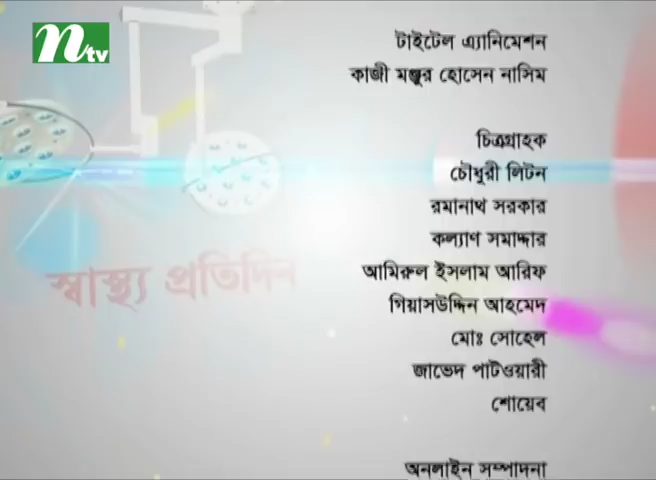 ntv
টাইটেল এ্যানিমেশন
কাজী মঞ্জুর হোসেন নাসিম
চিত্রগ্রাহক
চৌধুরী লিটন
রমানাথ সরকার
কল্যাণ সমাদ্দার
আমিরুল ইসলাম আরিফ
গিয়াসউদ্দিন আহমেদ
মোঃ সোহেল
জাভেদ পাটওয়ারী
শোয়েব
অনলাইন সম্পাদনা
স্বাস্থ্য প্রতিদিন